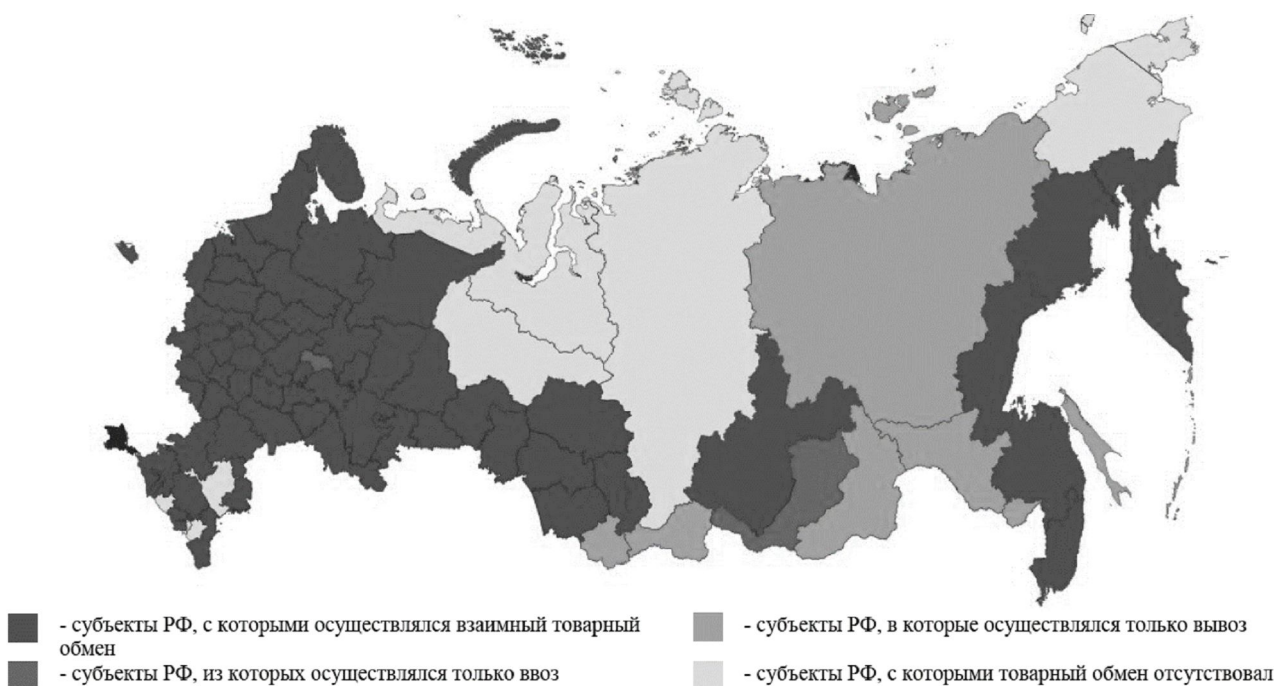 - субъекты РФ, с которыми осуществлялся взаимный товарный
обмен
- субъекты РФ, из которых осуществлялся только ввоз
- субъекты РФ, в которые осуществлялся только вывоз
- субъекты РФ, с которыми товарный обмен отсутствовал